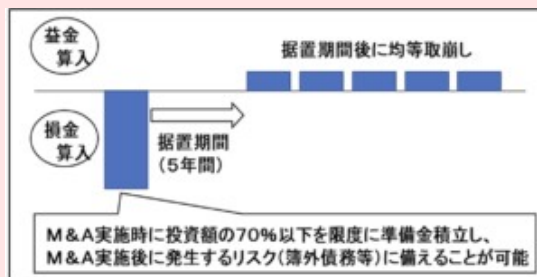 益金
算入
据置期間後に均等取崩し
損金
算入
据置期間
(5年間)
M&A実施時に投資額の70%以下を限度に準備金積立し、
M&A実施後に発生するリスク(簿外債務等)に備えることが可能